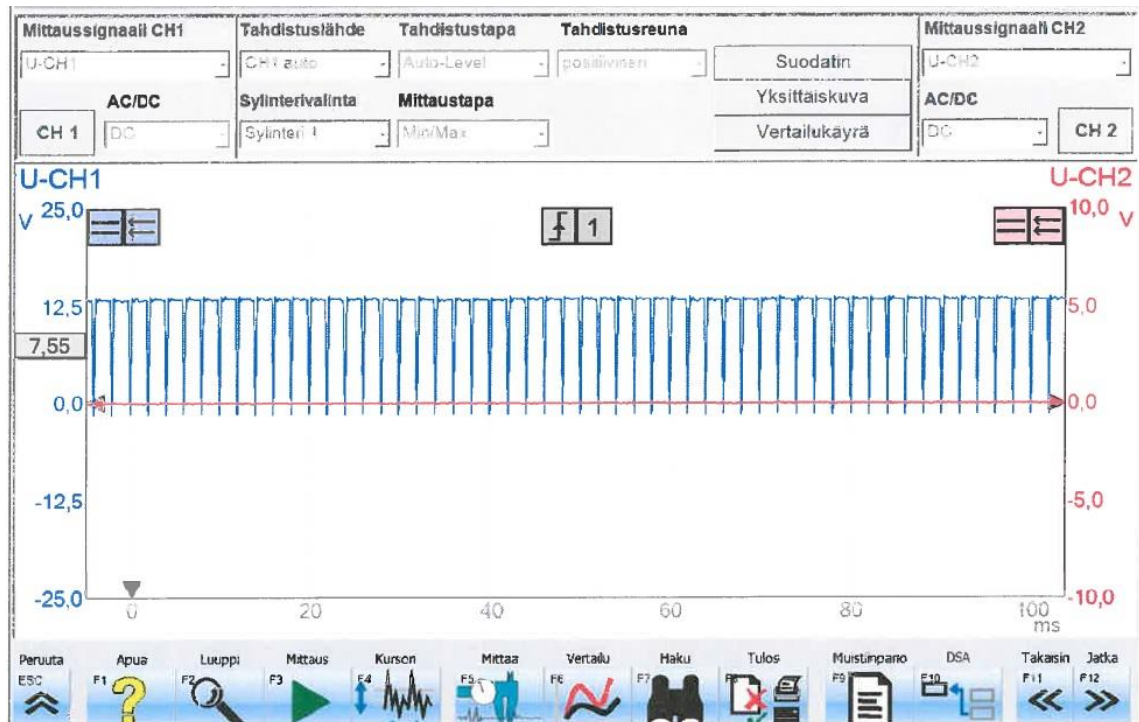 Mittaussignaali CH1
Tahdistuslähde
Tahdistustapa
Tahdistusreuna
Mittaussignaali CH2
U-CH1
CH1 auto
Auto-Level
positiivinen
Suodatin
U-CH2
AC/DC
Sylinterivalinta
Mittaustapa
Yksittäiskuva
AC/DC
CH 1
DC
Sylinteri 1
Min/Max
Vertailukäyrä
DC
CH 2
U-CH1
U-CH2
V
25,0
1
10,0
V
12,5
5,0
7,55
0,0
0,0
-12,5
-5,0
-25,0
-10,0
0
20
40
60
80
100
ms
Peruuta
Apua
Luuppi
Mittaus
Kursori
Mittaa
Vertailu
Haku
Tulos
Muistiinpano
DSA
Takaisin
Jatka
ESC
F1
F2
F3
F4
F5
F6
F7
F8
F9
F10
F11
F12